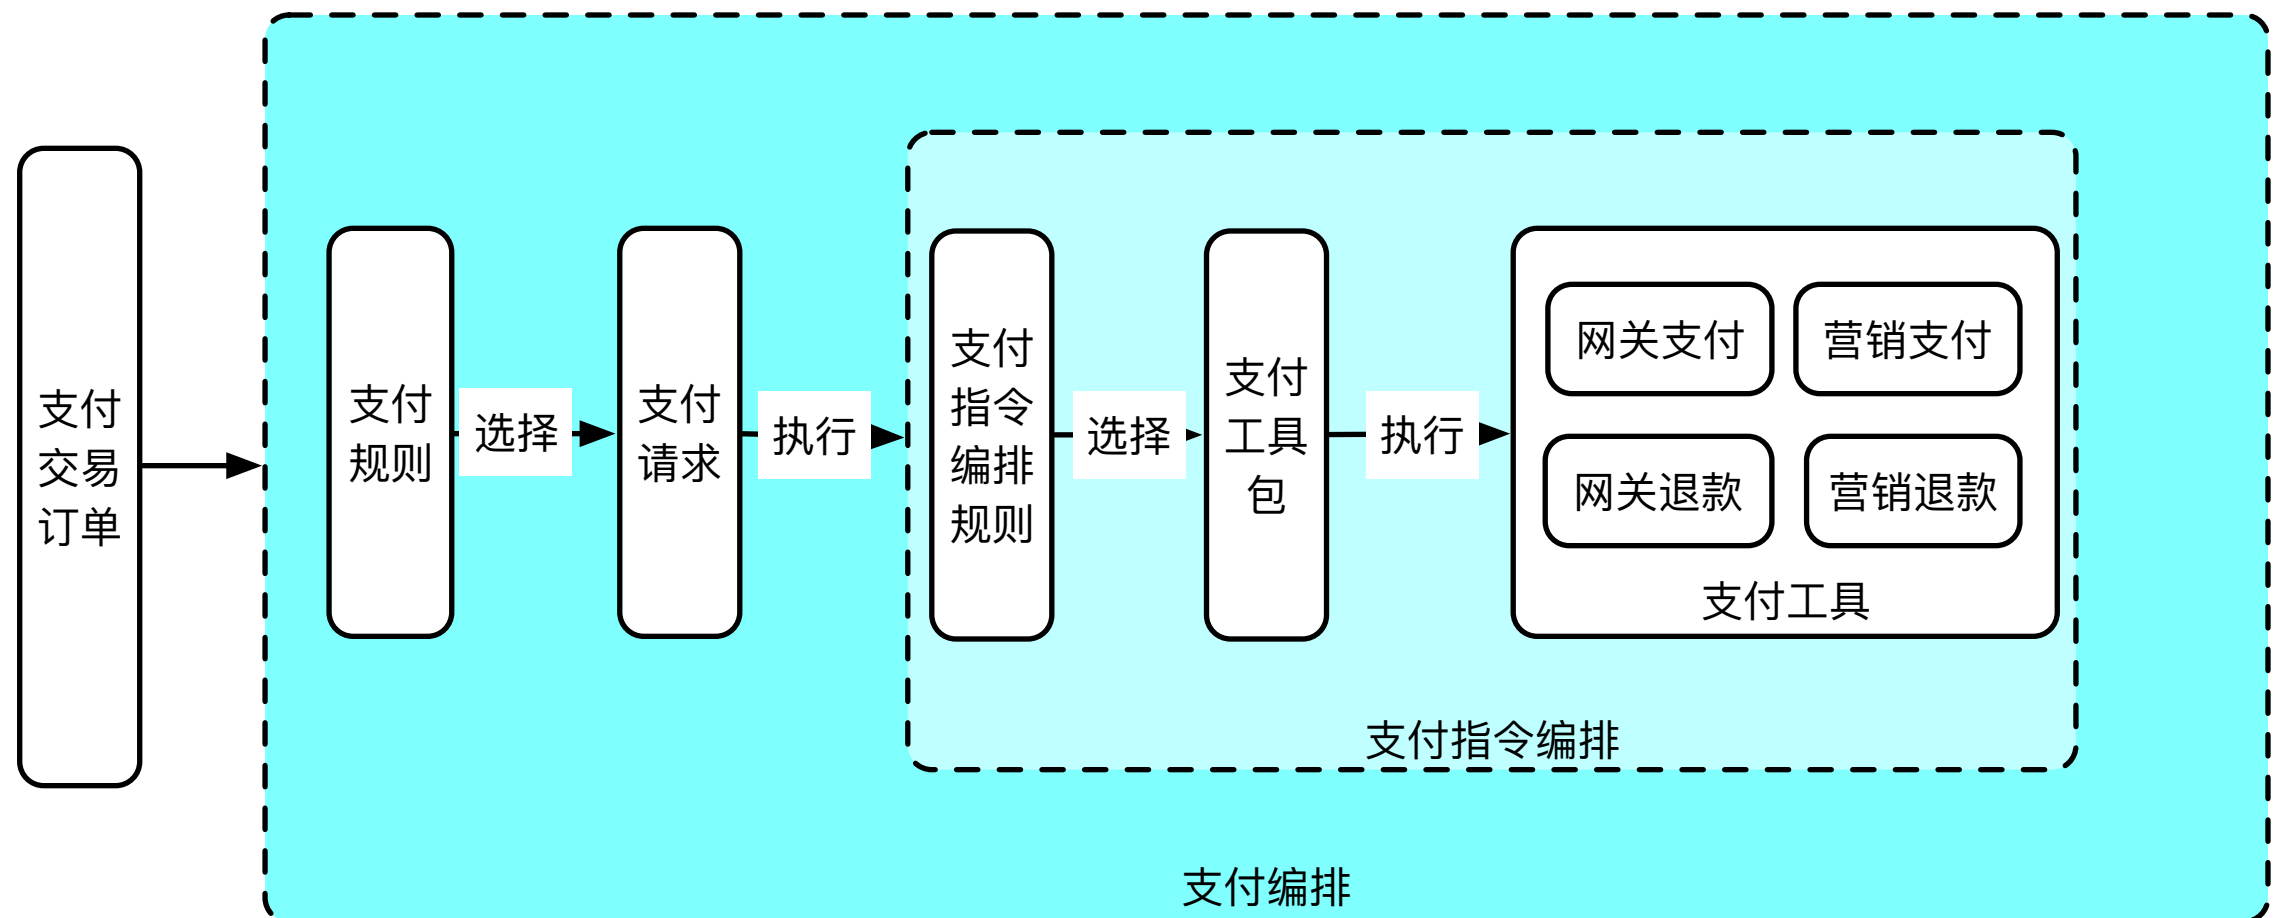 支付
交易
订单
支付
规则
选择
支付
请求
执行
支付
指令
编排
规则
选择
支付
工具
包
执行
网关支付
营销支付
网关退款
营销退款
支付工具
支付指令编排
支付编排